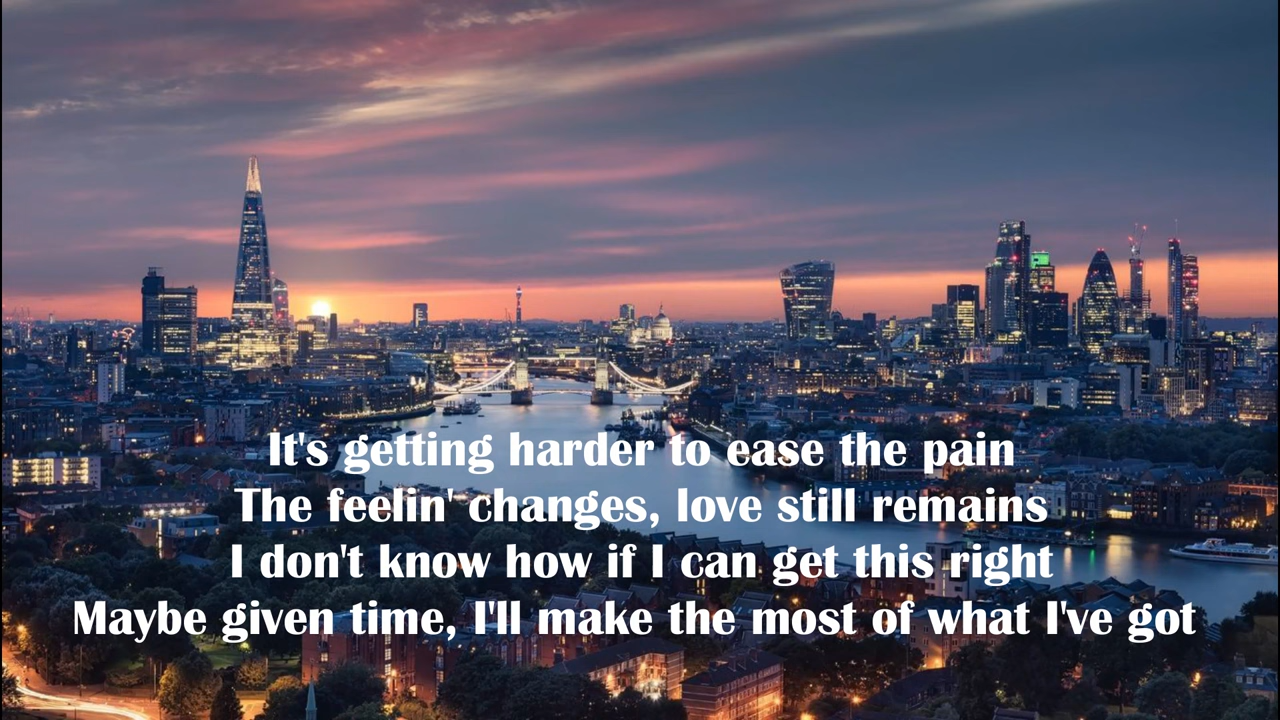 It's getting harder to ease the pain
The feelin' changes, love still remains
I don't know how if I can get this right
Maybe given time, I'll make the most of what I've got